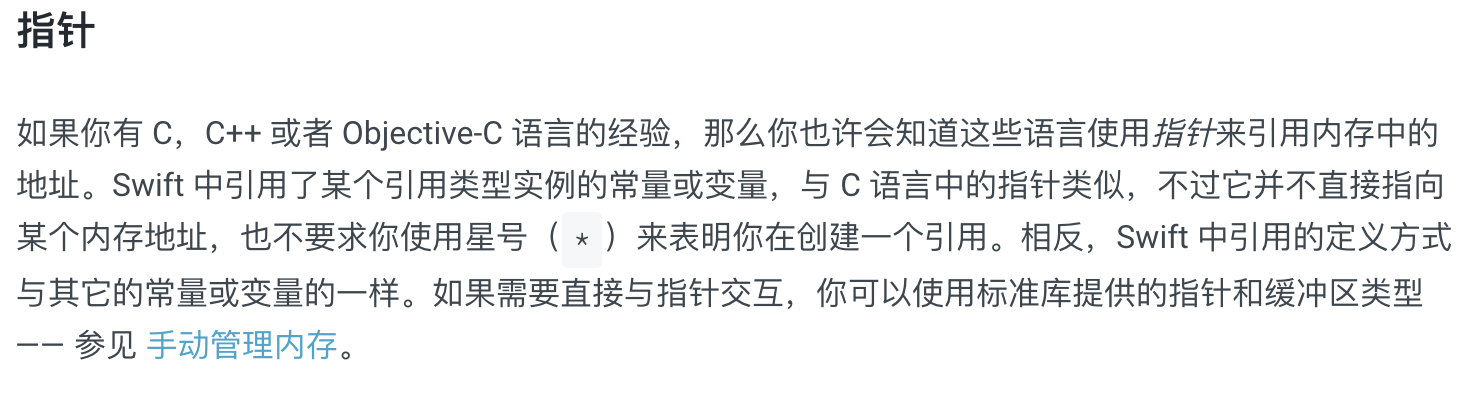 指针
如果你有 C，C++ 或者 Objective-C 语言的经验，那么你也许会知道这些语言使用指针来引用内存中的
地址。Swift 中引用了某个引用类型实例的常量或变量，与 C 语言中的指针类似，不过它并不直接指向
某个内存地址，也不要求你使用星号（*）来表明你在创建一个引用。相反，Swift 中引用的定义方式
与其它的常量或变量的一样。如果需要直接与指针交互，你可以使用标准库提供的指针和缓冲区类型
—— 参见 手动管理内存。